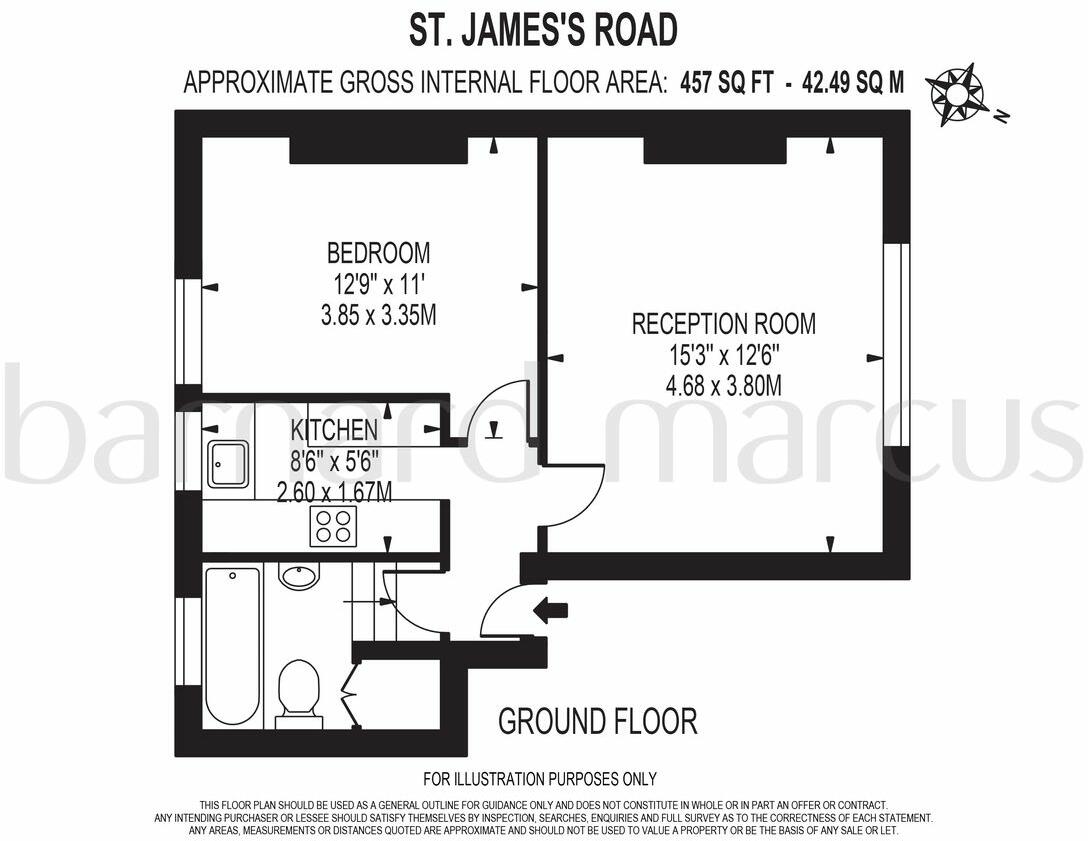 ST. JAMES'S ROAD
APPROXIMATE GROSS INTERNAL FLOOR AREA: 457 SQ FT - 42.49 SQ M
N
BEDROOM
12'9" x 11'
3.85 x 3.35M
RECEPTION ROOM
15'3" x 12'6"
4.68 x 3.80M
barnard marcus
KITCHEN
8'6" x 5'6"
2.60 x 1.67M
GROUND FLOOR
FOR ILLUSTRATION PURPOSES ONLY
THIS FLOOR PLAN SHOULD BE USED AS A GENERAL OUTLINE FOR GUIDANCE ONLY AND DOES NOT CONSTITUTE IN WHOLE OR IN PART AN OFFER OR CONTRACT.
ANY INTENDING PURCHASER OR LESSEE SHOULD SATISFY THEMSELVES BY INSPECTION, SEARCHES, ENQUIRIES AND FULL SURVEY AS TO THE CORRECTNESS OF EACH STATEMENT.
ANY AREAS, MEASUREMENTS OR DISTANCES QUOTED ARE APPROXIMATE AND SHOULD NOT BE USED TO VALUE A PROPERTY OR BE THE BASIS OF ANY SALE OR LET.